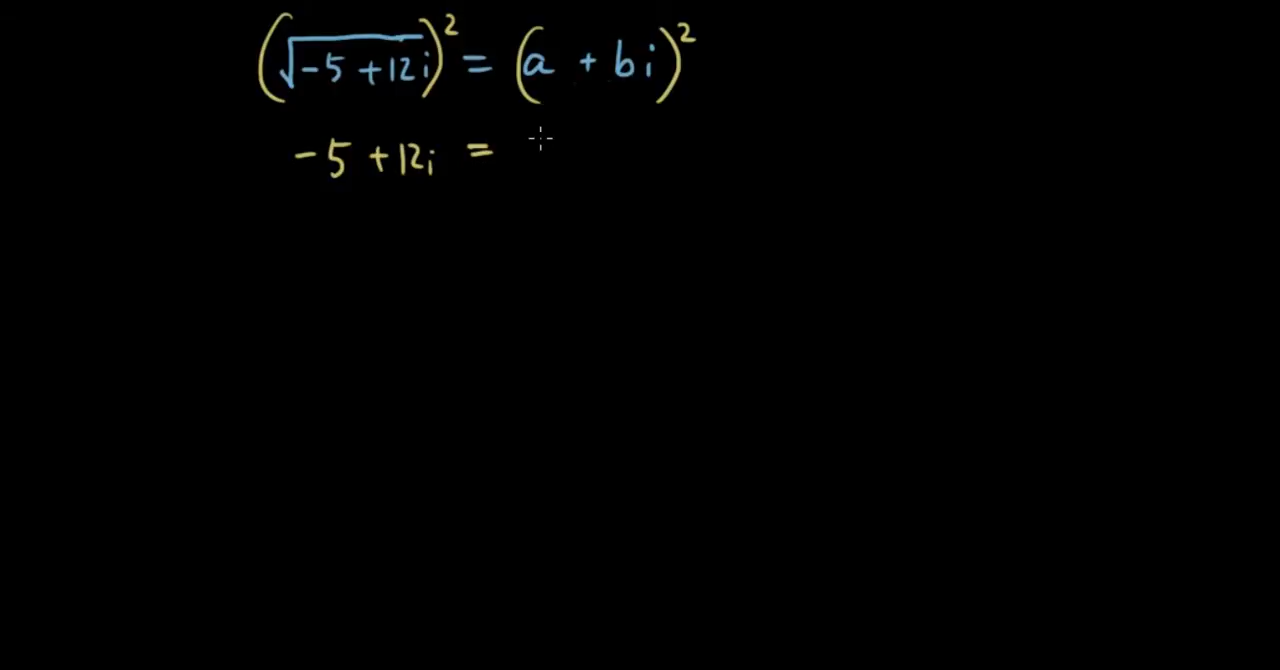 (√-5 + 12i)² = (a + bi)²
-5 + 12i =